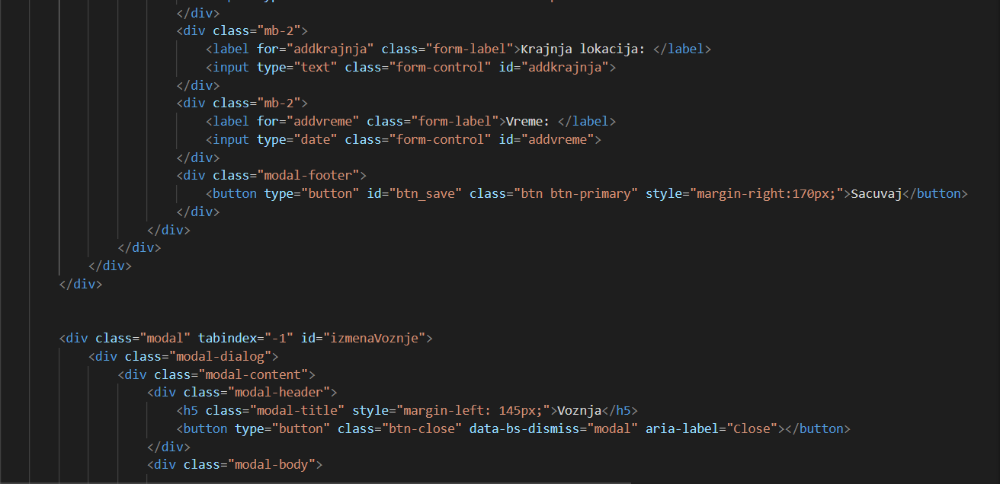 </div>
<div class="mb-2">
<label for="addkrajnja" class="form-label">Krajnja lokacija: </label>
<input type="text" class="form-control" id="addkrajnja">
</div>
<div class="mb-2">
<label for="addvreme" class="form-label">Vreme: </label>
<input type="date" class="form-control" id="addvreme">
</div>
<div class="modal-footer">
<button type="button" id="btn_save" class="btn btn-primary" style="margin-right:170px;">Sacuvaj</button>
</div>
</div>
</div>
</div>
</div>
<div class="modal" tabindex="-1" id="izmenaVoznje">
<div class="modal-dialog">
<div class="modal-content">
<div class="modal-header">
<h5 class="modal-title" style="margin-left: 145px;">Voznja</h5>
<button type="button" class="btn-close" data-bs-dismiss="modal" aria-label="Close"></button>
</div>
<div class="modal-body">